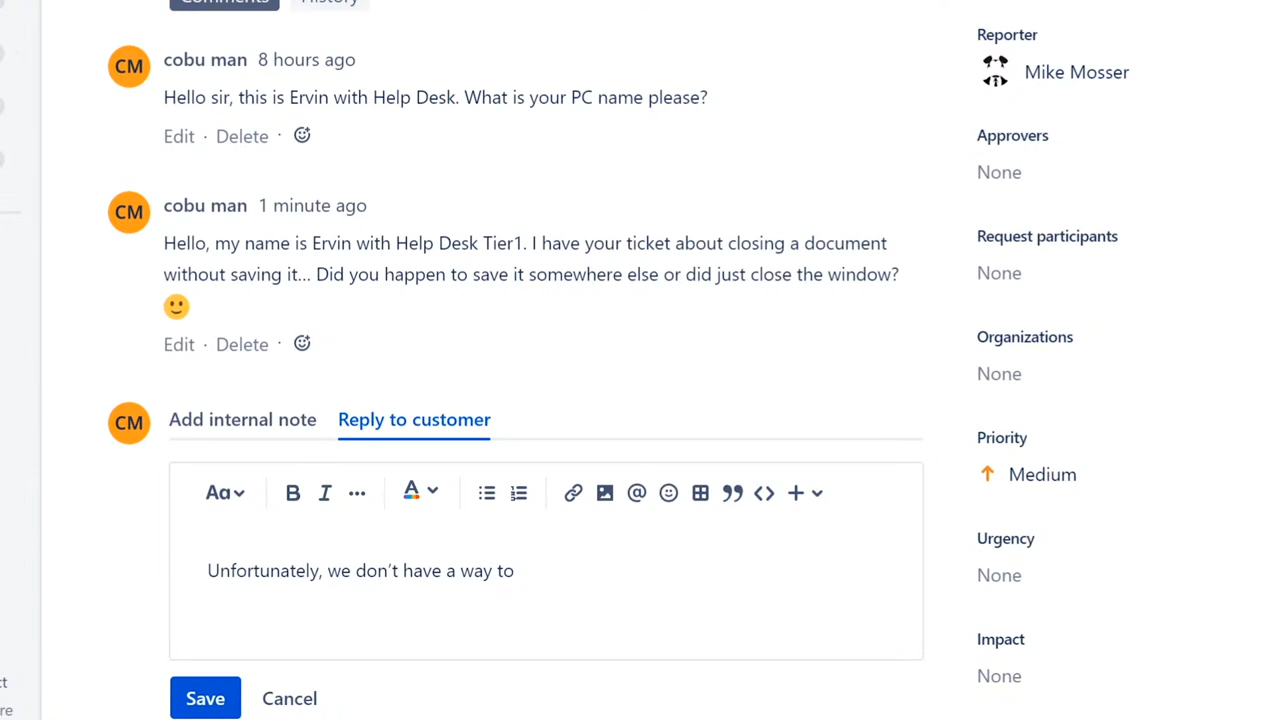 Comments History
CM cobu man 8 hours ago
Hello sir, this is Ervin with Help Desk. What is your PC name please?
Edit · Delete ·
CM cobu man 1 minute ago
Hello, my name is Ervin with Help Desk Tier1. I have your ticket about closing a document
without saving it... Did you happen to save it somewhere else or did just close the window?
Edit · Delete ·
CM Add internal note Reply to customer
Aa B I ... A @ <> +
Unfortunately, we don't have a way to
Save Cancel
Reporter
Mike Mosser
Approvers
None
Request participants
None
Organizations
None
Priority
Medium
Urgency
None
Impact
None